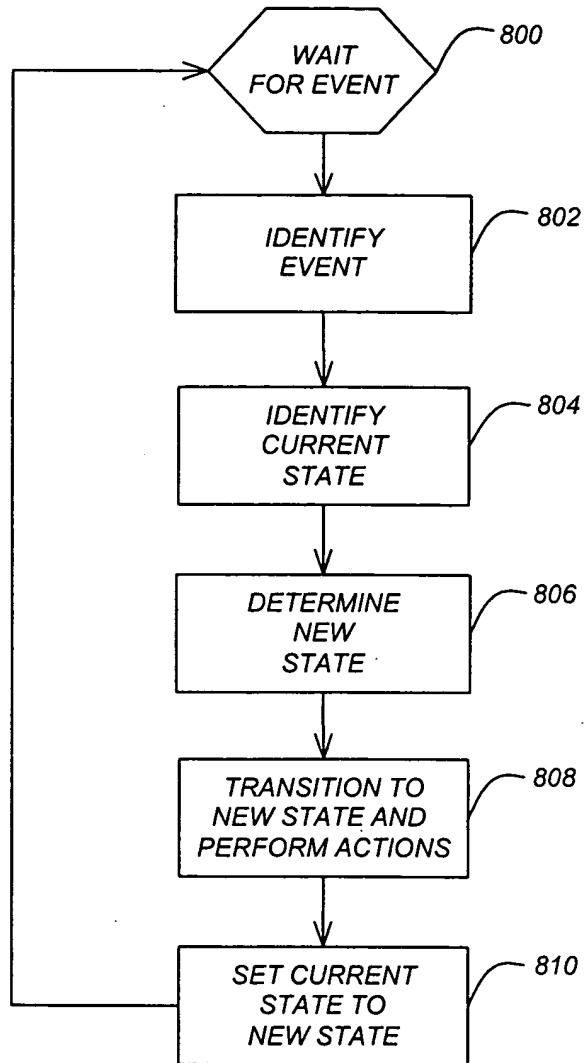 WAIT
FOR EVENT
800
IDENTIFY
EVENT
802
IDENTIFY
CURRENT
STATE
804
DETERMINE
NEW
STATE
806
TRANSITION TO
NEW STATE AND
PERFORM ACTIONS
808
SET CURRENT
STATE TO
NEW STATE
810